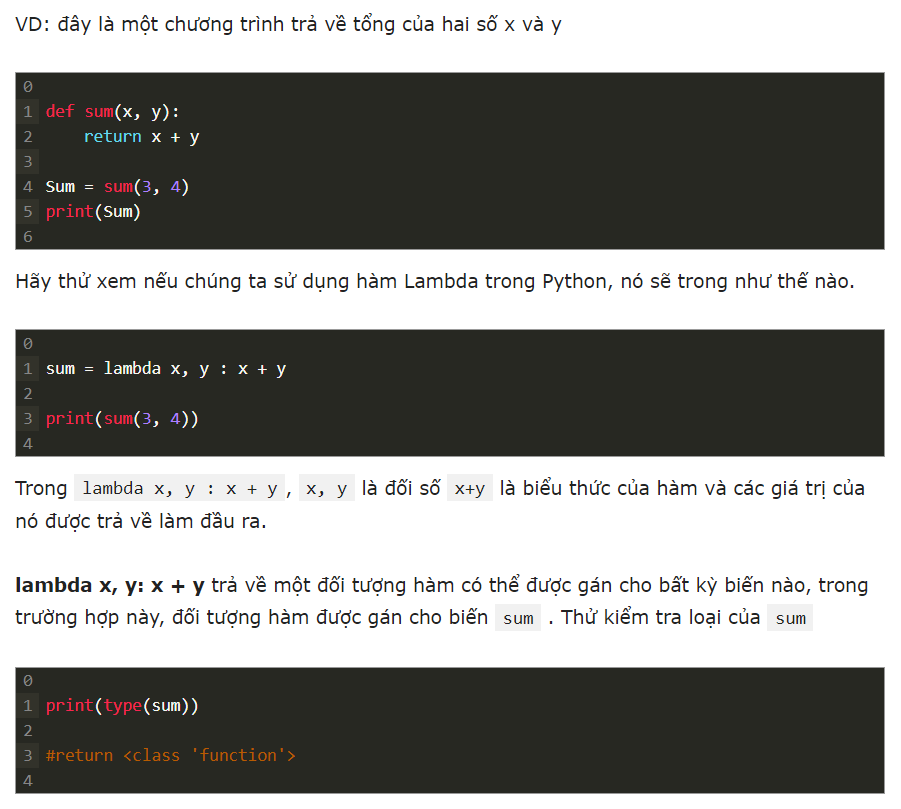 VD: đây là một chương trình trả về tổng của hai số x và y
0
1 def sum(x, y):
2     return x + y
3
4 Sum = sum(3, 4)
5 print(Sum)
6
Hãy thử xem nếu chúng ta sử dụng hàm Lambda trong Python, nó sẽ trong như thế nào.
0
1 sum = lambda x, y : x + y
2
3 print(sum(3, 4))
4
Trong lambda x, y : x + y , x, y là đối số x+y là biểu thức của hàm và các giá trị của
nó được trả về làm đầu ra.
lambda x, y: x + y trả về một đối tượng hàm có thể được gán cho bất kỳ biến nào, trong
trường hợp này, đối tượng hàm được gán cho biến sum . Thử kiểm tra loại của sum
0
1 print(type(sum))
2
3 #return <class 'function'>
4